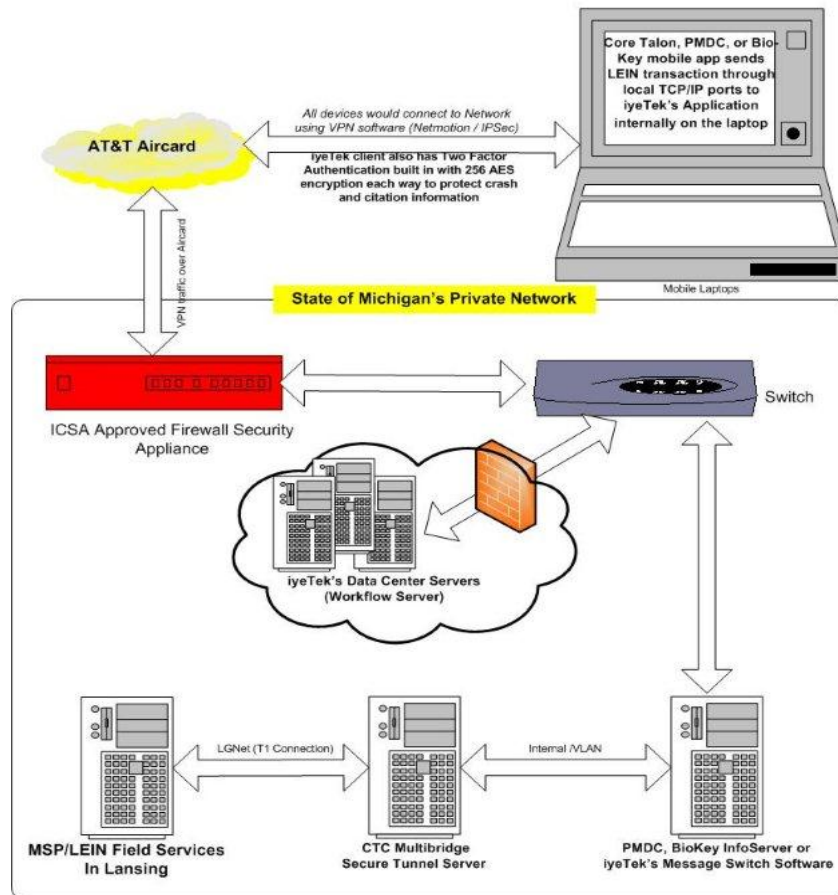 Core Talon, PMDC, or Bio-
Key mobile app sends
LEIN transaction through
local TCP/IP ports to
iyeTek's Application
internally on the laptop
All devices would connect to Network
using VPN software (Netmotion / IPSec)
iyeTek client also has Two Factor
Authentication built in with 256 AES
encryption each way to protect crash
and citation information
AT&T Aircard
VPN traffic over Aircard
Mobile Laptops
State of Michigan's Private Network
ICSA Approved Firewall Security
Appliance
Switch
iyeTek's Data Center Servers
(Workflow Server)
LGNet (T1 Connection)
Internal /VLAN
MSP/LEIN Field Services
In Lansing
CTC Multibridge
Secure Tunnel Server
PMDC, BioKey InfoServer or
iyeTek's Message Switch Software